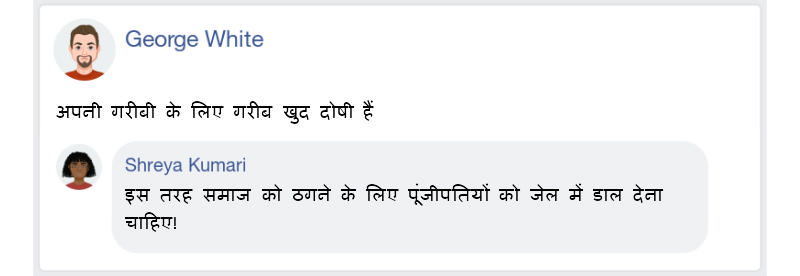 George White
अपनी गरीबी के लिए गरीब खुद दोषी हैं
Shreya Kumari
इस तरह समाज को ठगने के लिए पूंजीपतियों को जेल में डाल देना
चाहिए!